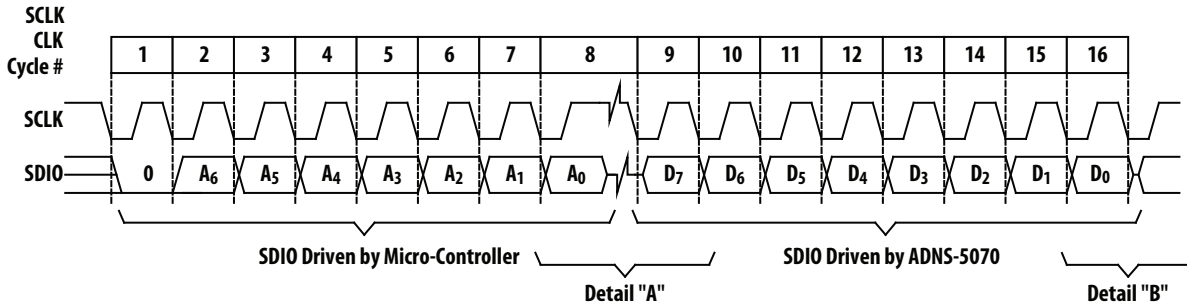 SCLK
CLK
Cycle #
1 2 3 4 5 6 7 8 9 10 11 12 13 14 15 16
SCLK
SDIO
0 A6 A5 A4 A3 A2 A1 A0 D7 D6 D5 D4 D3 D2 D1 D0
SDIO Driven by Micro-Controller SDIO Driven by ADNS-5070
Detail "A" Detail "B"